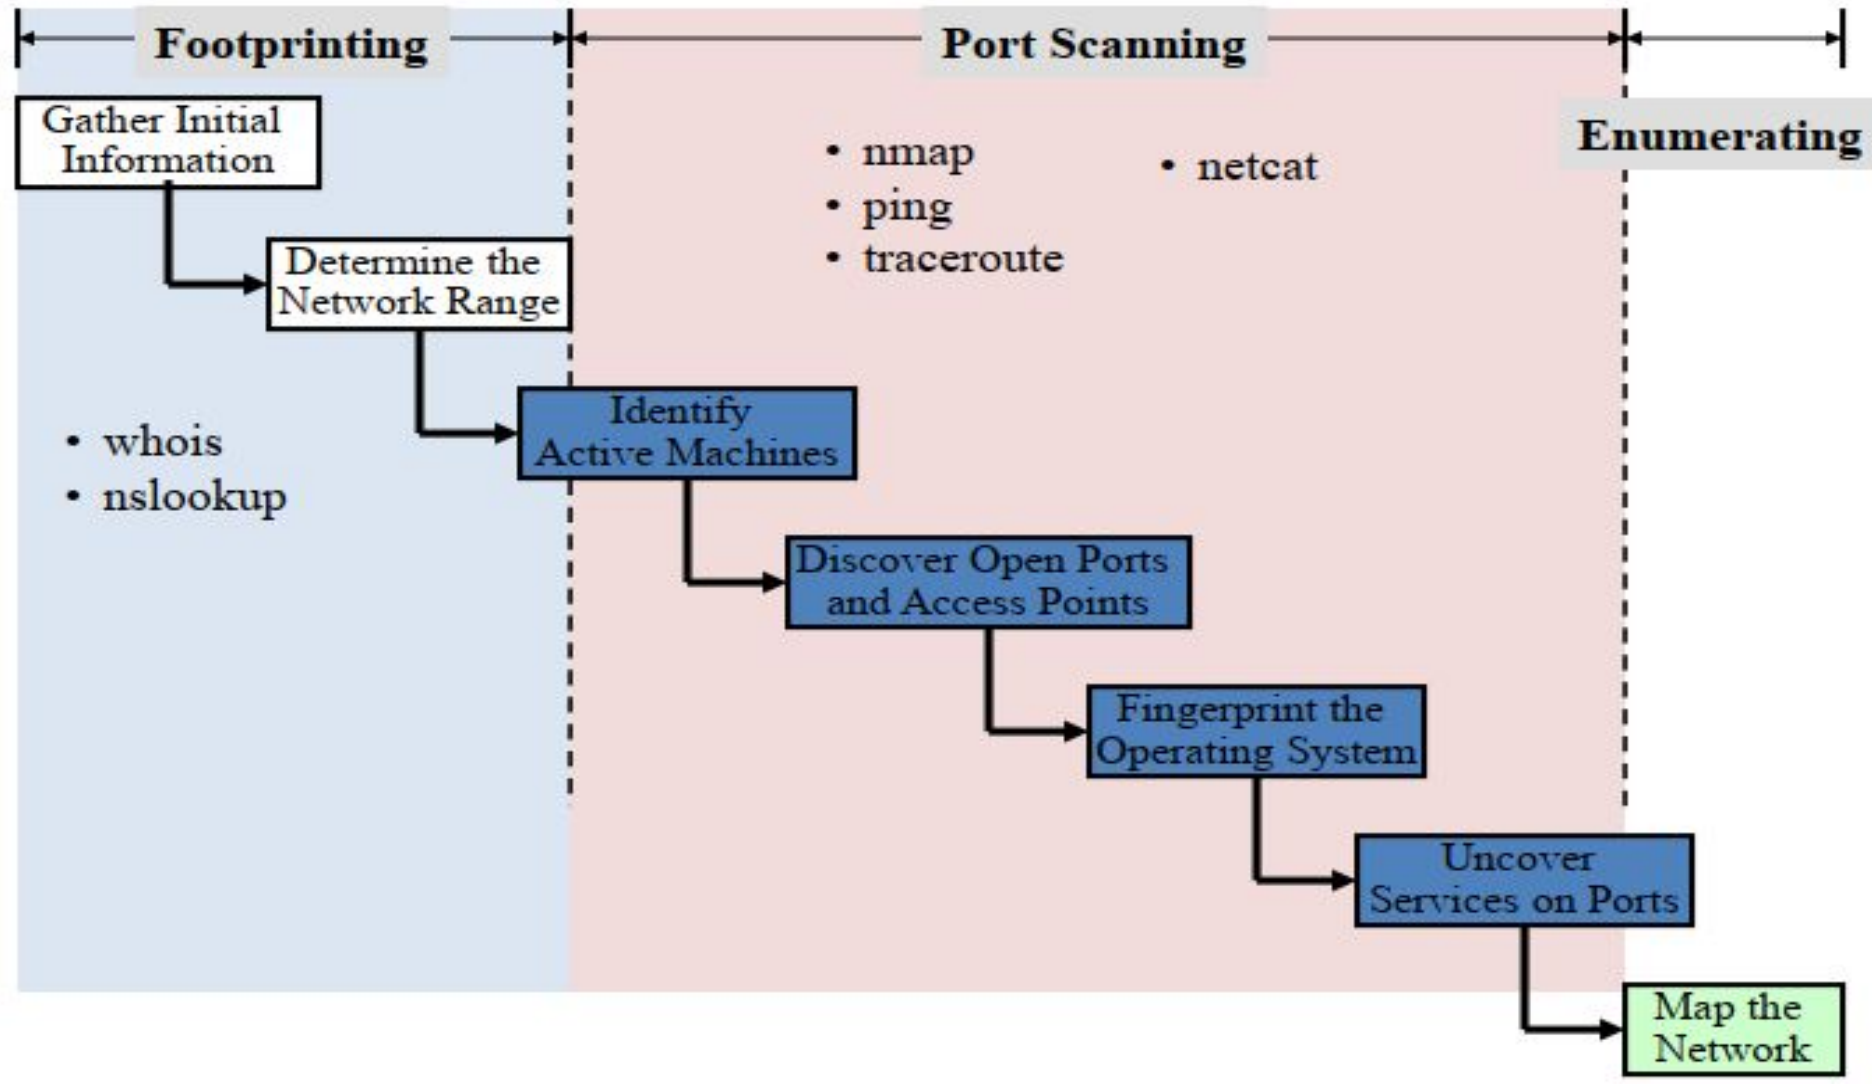 Footprinting
Port Scanning
Enumerating
Gather Initial
Information
• nmap
• ping
• traceroute
• netcat
Determine the
Network Range
• whois
• nslookup
Identify
Active Machines
Discover Open Ports
and Access Points
Fingerprint the
Operating System
Uncover
Services on Ports
Map the
Network